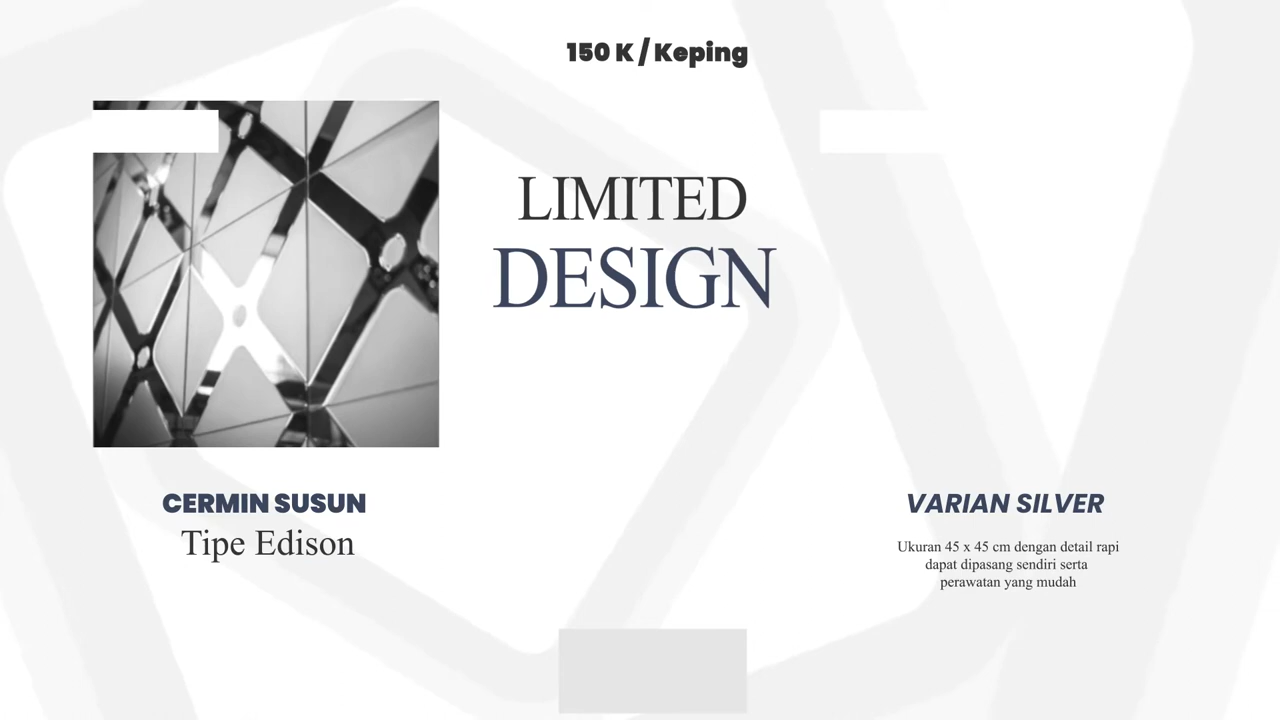 150 K / Keping
LIMITED
DESIGN
CERMIN SUSUN
Tipe Edison
VARIAN SILVER
Ukuran 45 x 45 cm dengan detail rapi
dapat dipasang sendiri serta
perawatan yang mudah